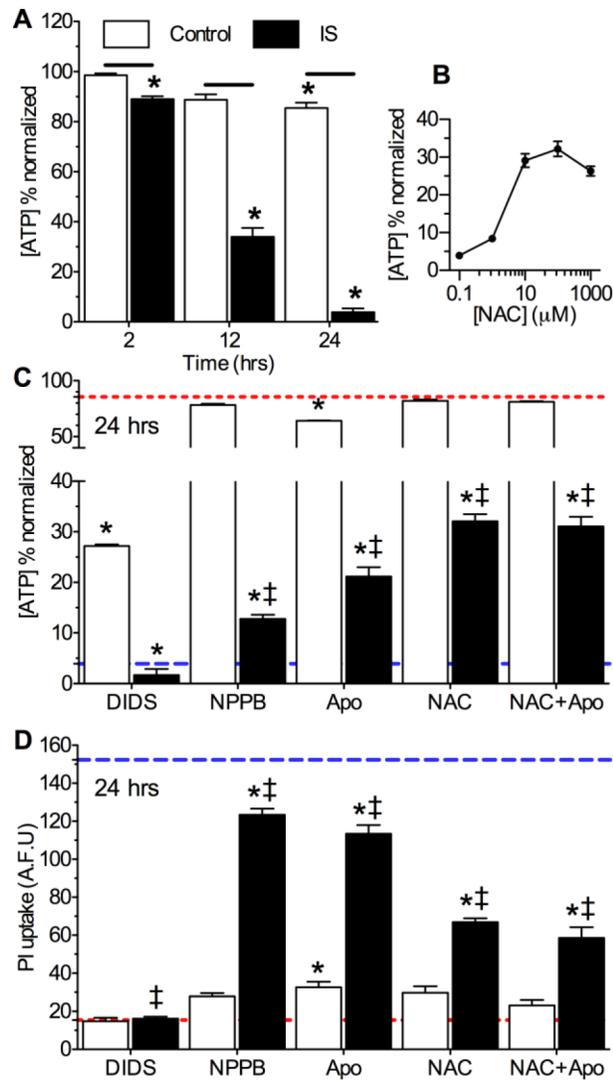 A
Control IS
[ATP] % normalized
120
100
80
60
40
20
0
* * * *
2 12 24
Time (hrs)
B
[ATP] % normalized
40
30
20
10
0
0.1 10 1000
[NAC] (μM)
C
[ATP] % normalized
100
50
24 hrs
40
30
20
10
0
* * *‡ * *‡ *‡ *‡
DIDS NPPB Apo NAC NAC+Apo
D
PI uptake (A.F.U)
160
140
120
100
80
60
40
20
0
24 hrs
‡ *‡ * *‡ *‡ *‡
DIDS NPPB Apo NAC NAC+Apo